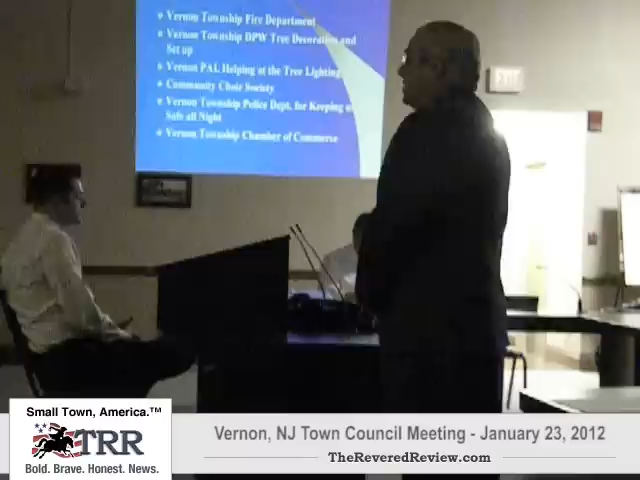 Vernon Township Fire Department
Vernon Township DPW Tree Decoration and
Set up
Vernon PAL Helping at the Tree Lighting
Community Choir Society
Vernon Township Police Dept. for Keeping
Safe all Night
Vernon Township Chamber of Commerse
EXIT
Small Town, America.™
TRR
Bold. Brave. Honest. News.
Vernon, NJ Town Council Meeting - January 23, 2012
TheReveredReview.com